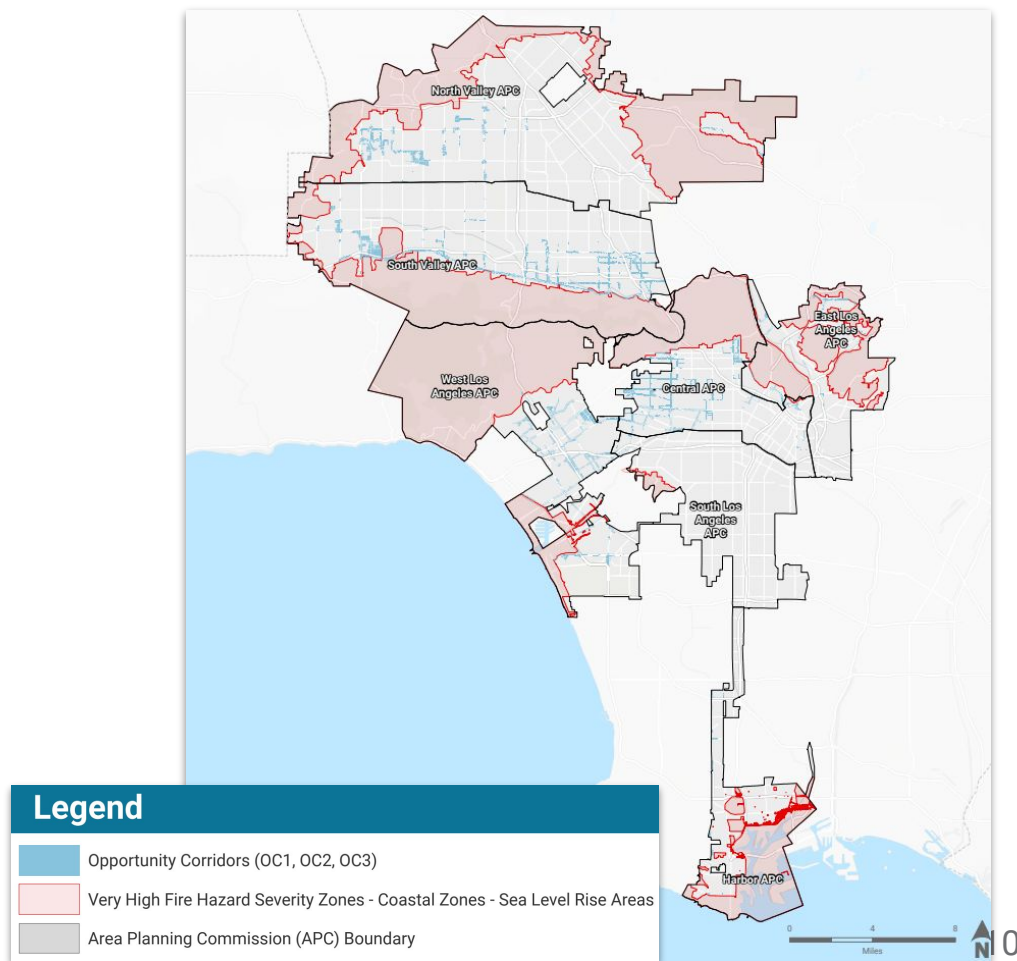 North Valley APC
South Valley APC
East Los
Angeles
APC
West Los
Angeles APC
Central APC
South Los
Angeles
APC
Harbor APC
Legend
Opportunity Corridors (OC1, OC2, OC3)
Very High Fire Hazard Severity Zones - Coastal Zones - Sea Level Rise Areas
Area Planning Commission (APC) Boundary
0 4 8
Miles
N
10